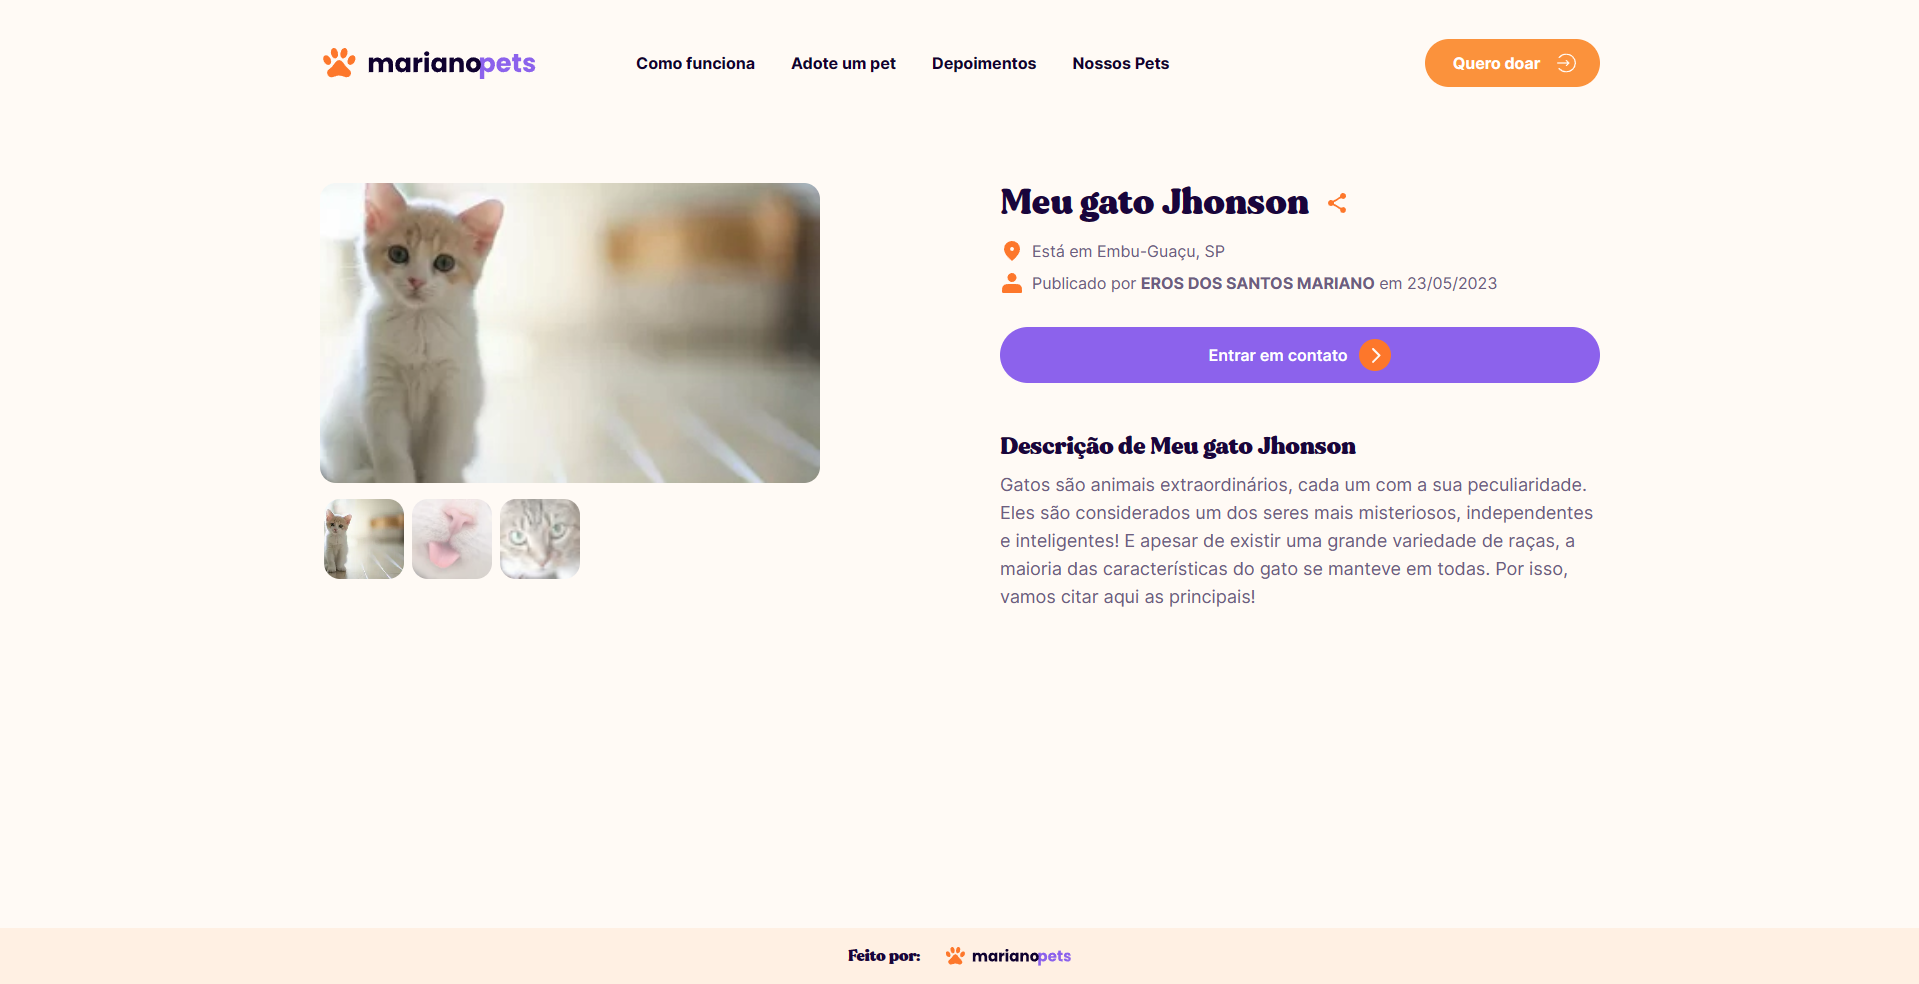 marianopets
Como funciona
Adote um pet
Depoimentos
Nossos Pets
Quero doar
Meu gato Jhonson
Está em Embu-Guaçu, SP
Publicado por EROS DOS SANTOS MARIANO em 23/05/2023
Entrar em contato
Descrição de Meu gato Jhonson
Gatos são animais extraordinários, cada um com a sua peculiaridade.
Eles são considerados um dos seres mais misteriosos, independentes
e inteligentes! E apesar de existir uma grande variedade de raças, a
maioria das características do gato se manteve em todas. Por isso,
vamos citar aqui as principais!
Feito por:
marianopets